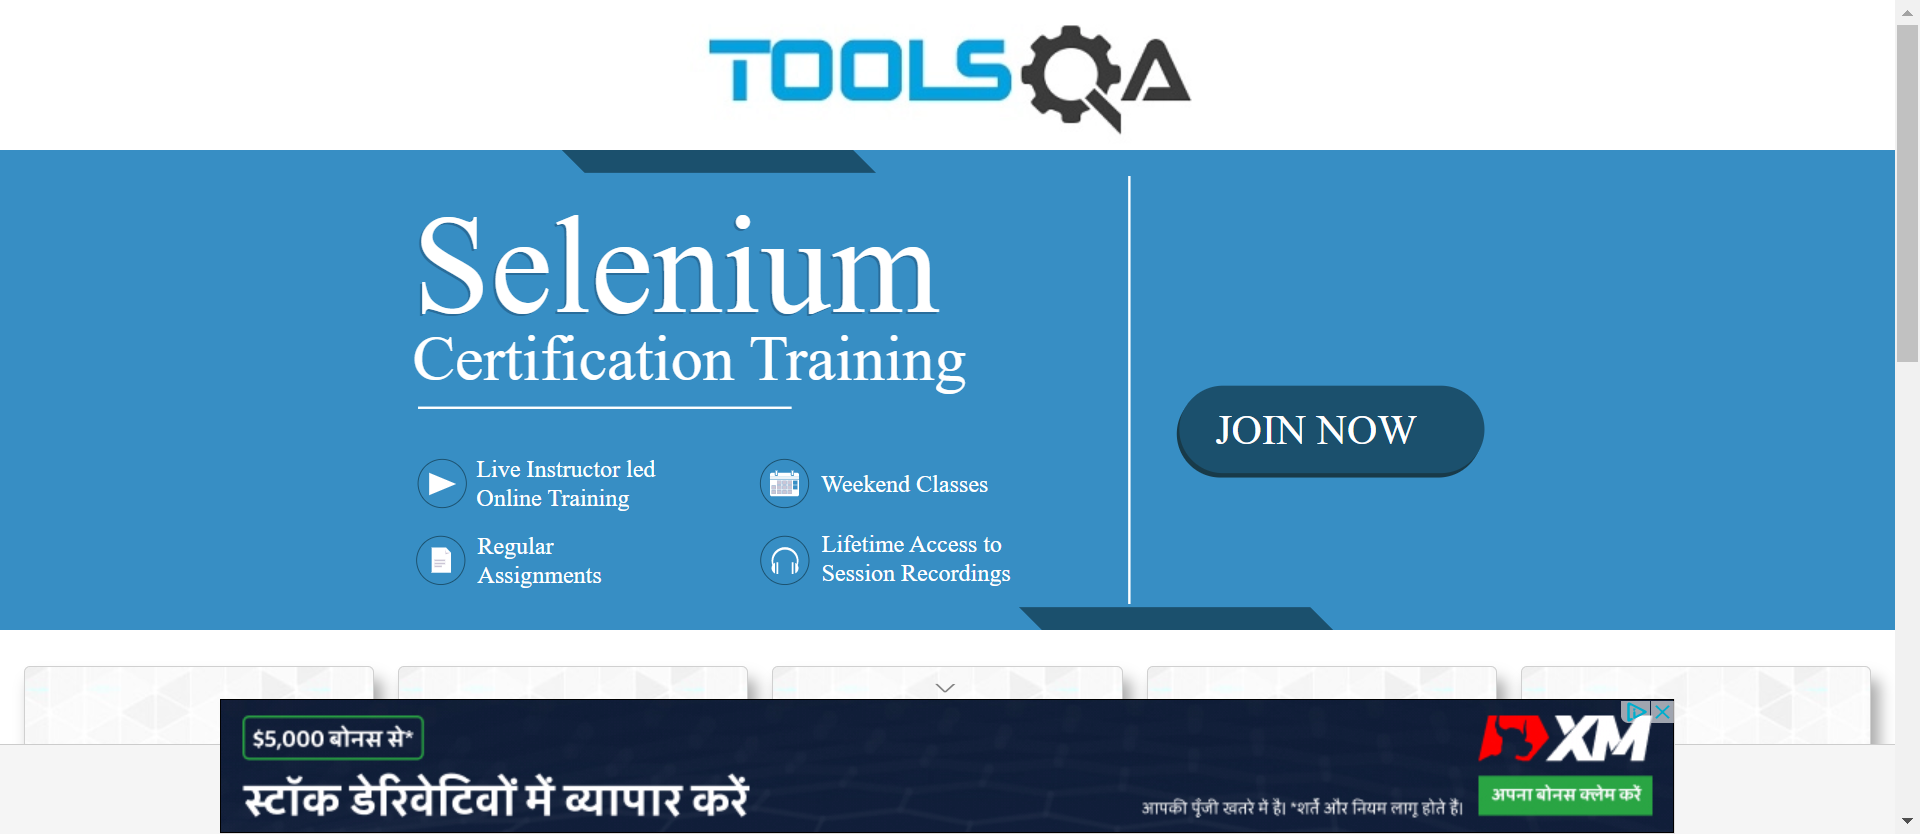 TOOLSQA
Selenium
Certification Training
JOIN NOW
Live Instructor led
Online Training
Weekend Classes
Regular
Assignments
Lifetime Access to
Session Recordings
$5,000 बोनस से*
स्टॉक डेरिवेटिवों में व्यापार करें
आपकी पूँजी खतरे में है। *शर्तें और नियम लागू होते हैं।
XM
अपना बोनस क्लेम करें